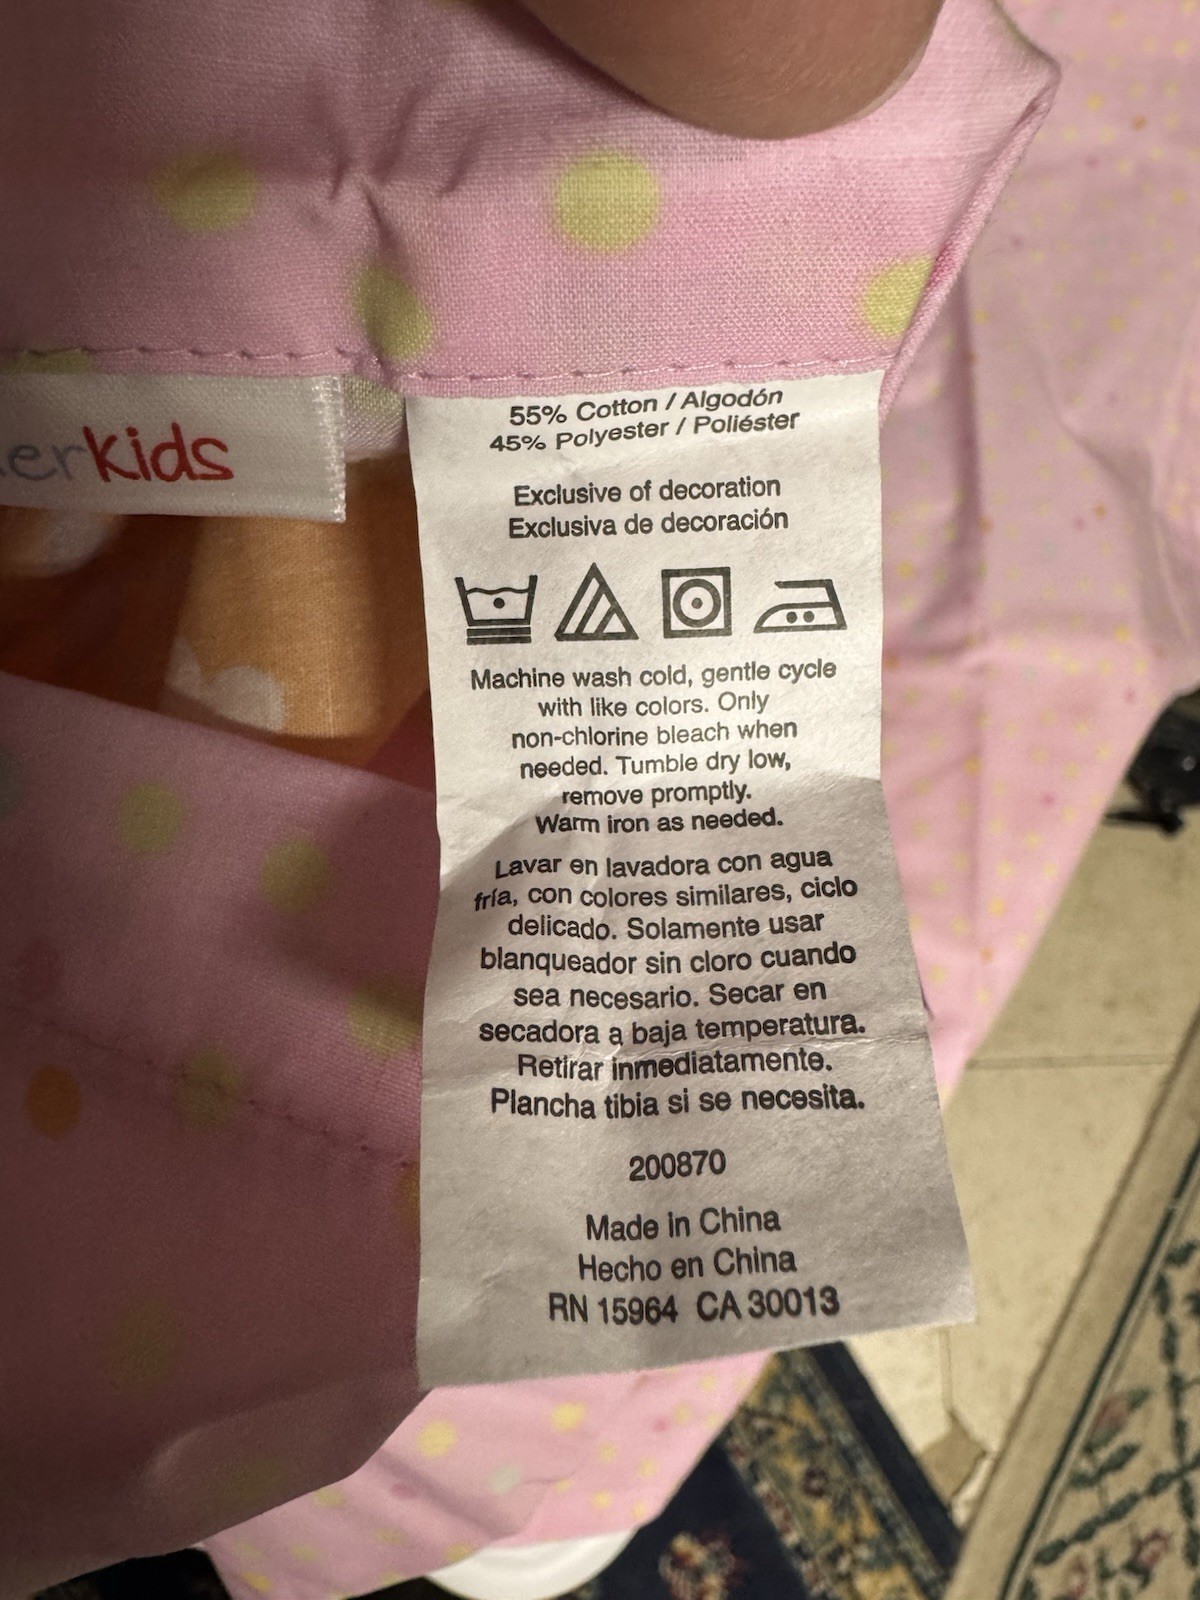 erkids
55% Cotton / Algodón
45% Polyester / Poliéster
Exclusive of decoration
Exclusiva de decoración
Machine wash cold, gentle cycle
with like colors. Only
non-chlorine bleach when
needed. Tumble dry low,
remove promptly.
Warm iron as needed.
Lavar en lavadora con agua
fría, con colores similares, ciclo
delicado. Solamente usar
blanqueador sin cloro cuando
sea necesario. Secar en
secadora a baja temperatura.
Retirar inmediatamente.
Plancha tibia si se necesita.
200870
Made in China
Hecho en China
RN 15964 CA 30013